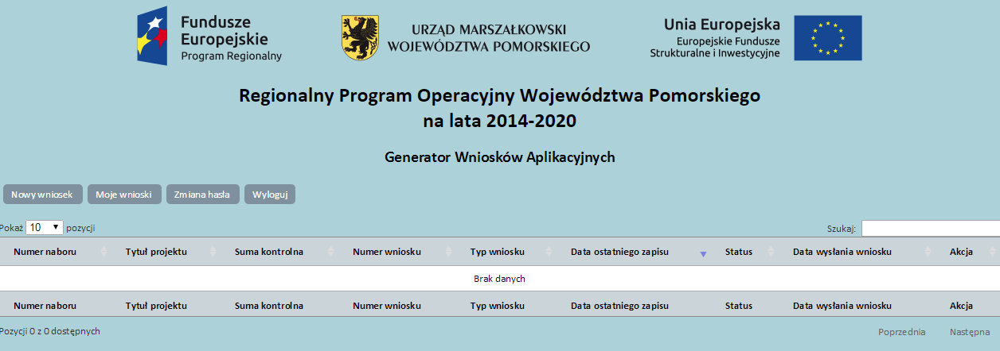 Fundusze
Europejskie
Program Regionalny
URZĄD MARSZAŁKOWSKI
WOJEWÓDZTWA POMORSKIEGO
Unia Europejska
Europejskie Fundusze
Strukturalne i Inwestycyjne
Regionalny Program Operacyjny Województwa Pomorskiego
na lata 2014-2020
Generator Wniosków Aplikacyjnych
Nowy wniosek Moje wnioski Zmiana hasła Wyloguj
Pokaż 10 pozycji Szukaj:
Numer naboru Tytuł projektu Suma kontrolna Numer wniosku Typ wniosku Data ostatniego zapisu Status Data wysłania wniosku Akcja
Brak danych
Numer naboru Tytuł projektu Suma kontrolna Numer wniosku Typ wniosku Data ostatniego zapisu Status Data wysłania wniosku Akcja
Pozycji 0 z 0 dostępnych Poprzednia Następna